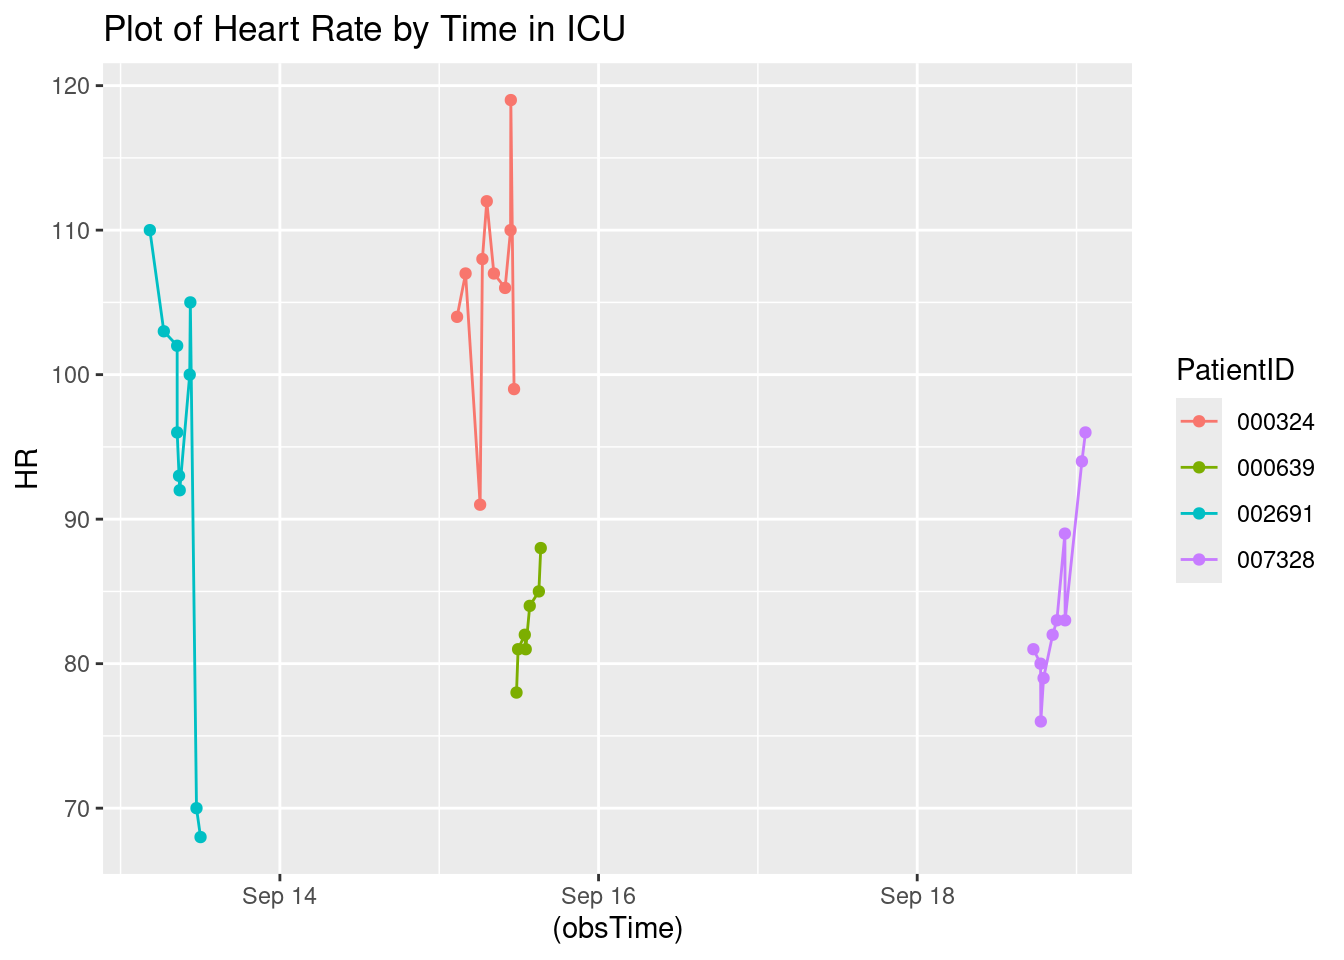 Plot of Heart Rate by Time in ICU
120
110
100
90
80
70
HR
Sep 14
Sep 16
Sep 18
(obsTime)
PatientID
000324
000639
002691
007328